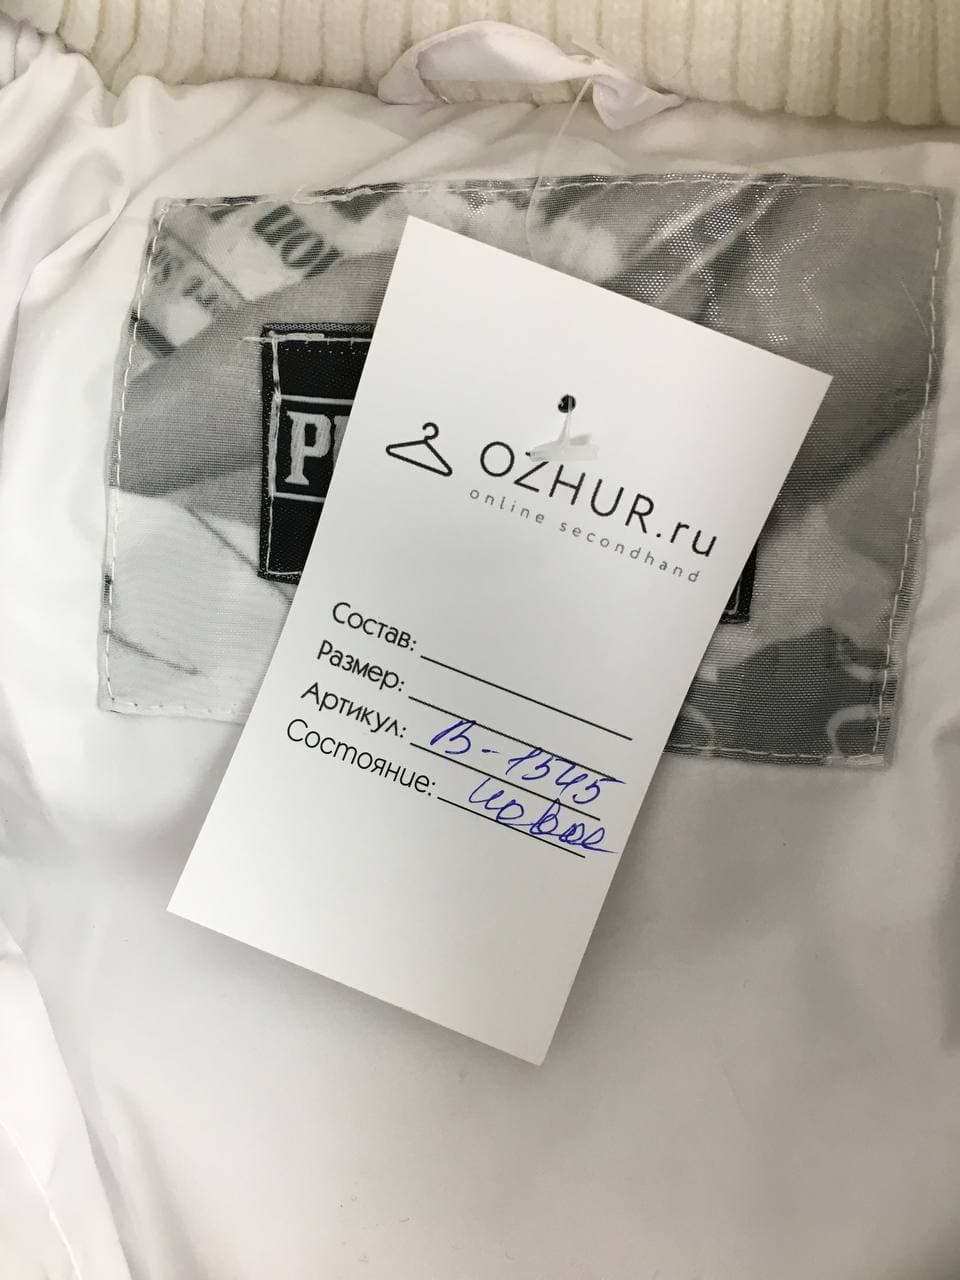 OZHUR.ru
online secondhand
Состав:
Размер:
Артикул: В-1545
Состояние: новое